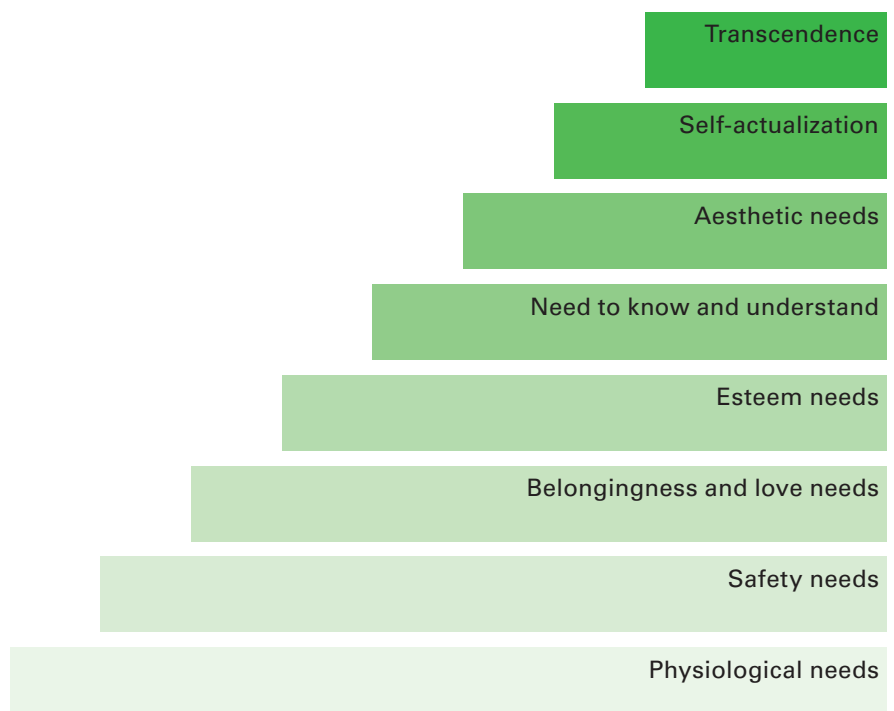 Transcendence
Self-actualization
Aesthetic needs
Need to know and understand
Esteem needs
Belongingness and love needs
Safety needs
Physiological needs